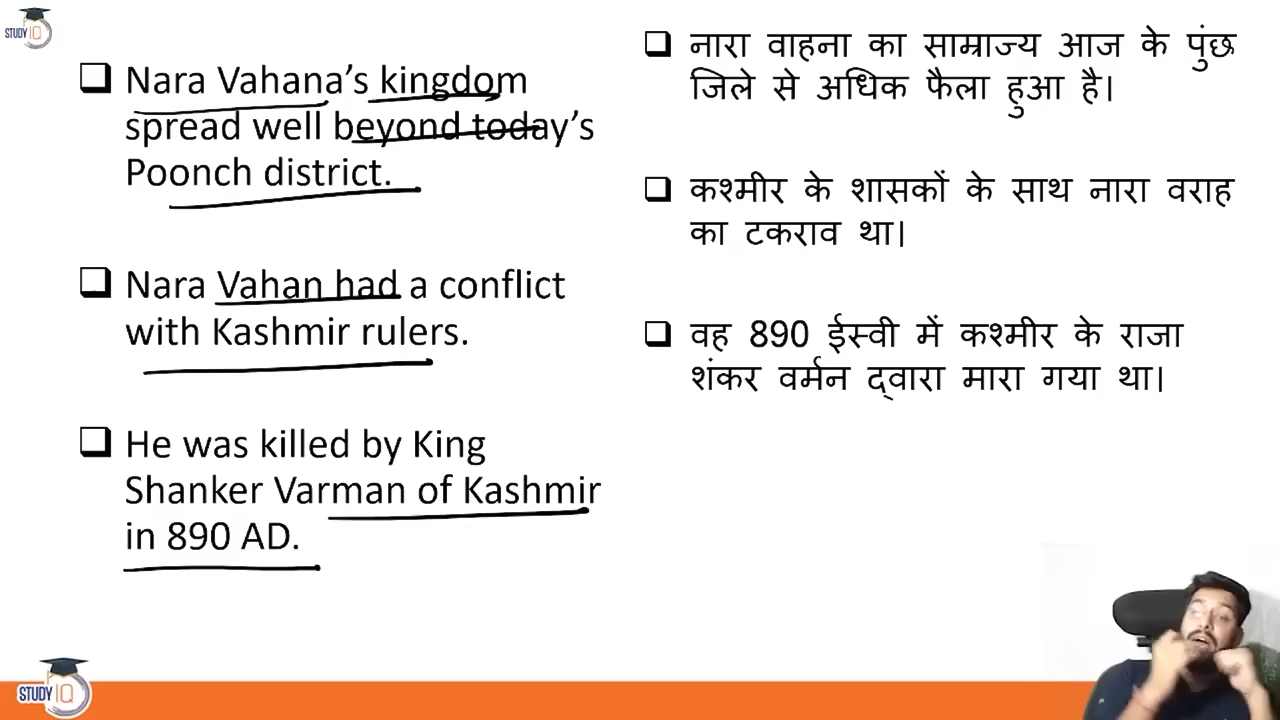 STUDY IQ
Nara Vahana's kingdom
spread well beyond today's
Poonch district.
Nara Vahan had a conflict
with Kashmir rulers.
He was killed by King
Shanker Varman of Kashmir
in 890 AD.
नारा वाहना का साम्राज्य आज के पुंछ
जिले से अधिक फैला हुआ है।
कश्मीर के शासकों के साथ नारा वराह
का टकराव था।
वह 890 ईस्वी में कश्मीर के राजा
शंकर वर्मन द्वारा मारा गया था।
STUDY IQ